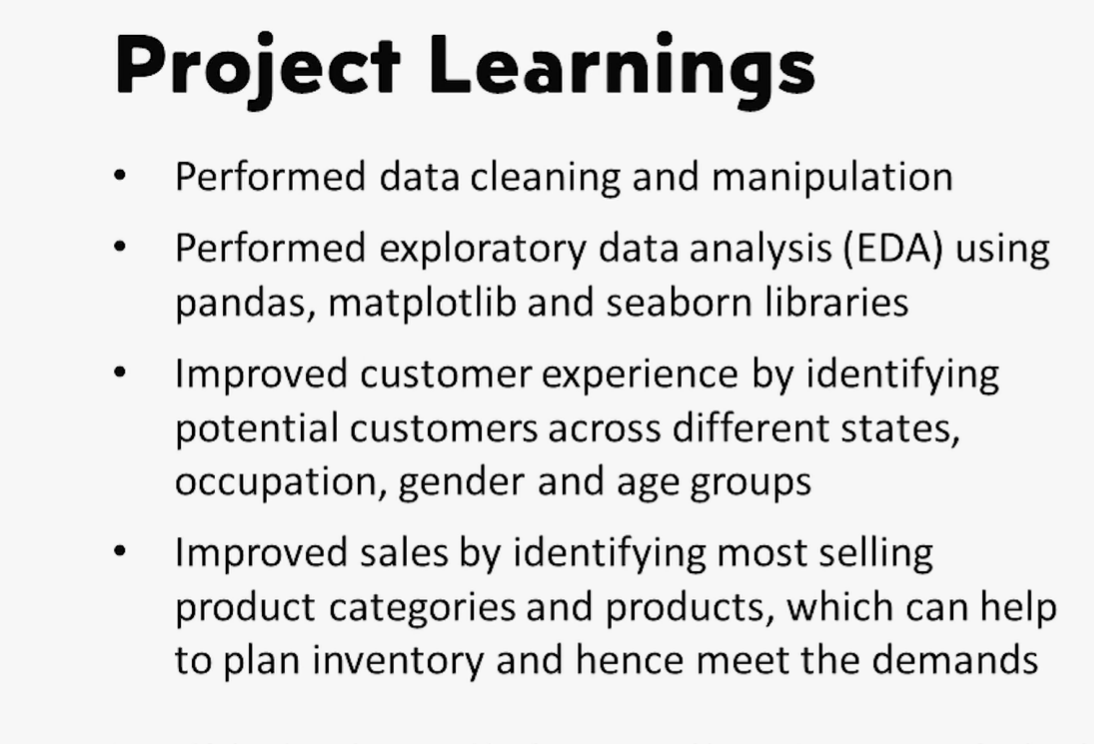 Project Learnings
• Performed data cleaning and manipulation
• Performed exploratory data analysis (EDA) using
pandas, matplotlib and seaborn libraries
• Improved customer experience by identifying
potential customers across different states,
occupation, gender and age groups
• Improved sales by identifying most selling
product categories and products, which can help
to plan inventory and hence meet the demands